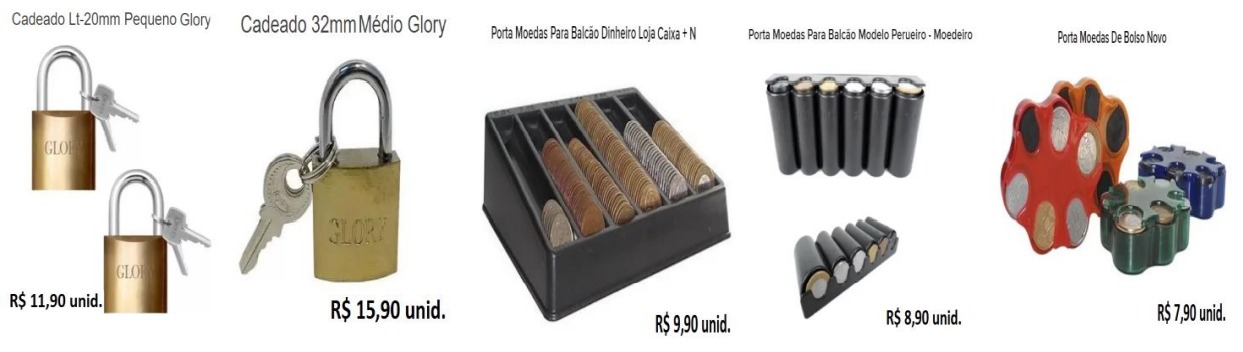 Cadeado Lt-20mm Pequeno Glory
GLORY
GLORY
R$ 11,90 unid.
Cadeado 32mm Médio Glory
GLORY
R$ 15,90 unid.
Porta Moedas Para Balcão Dinheiro Loja Caixa + N
R$ 9,90 unid.
Porta Moedas Para Balcão Modelo Perueiro - Moedeiro
R$ 8,90 unid.
Porta Moedas De Bolso Novo
R$ 7,90 unid.